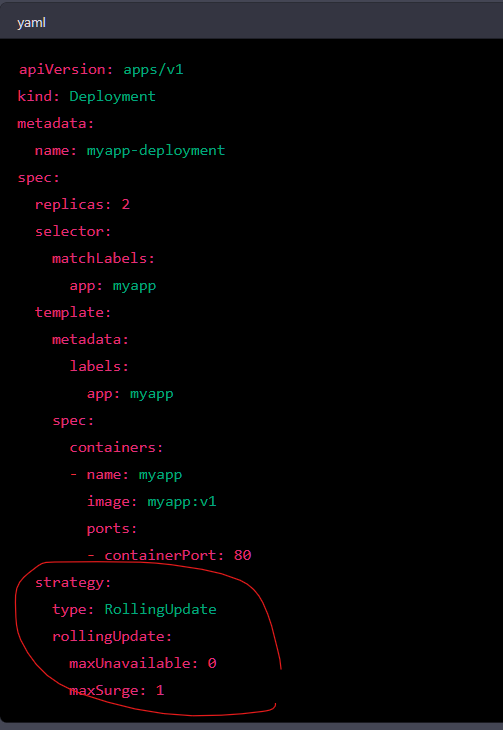 yaml
apiVersion: apps/v1
kind: Deployment
metadata:
  name: myapp-deployment
spec:
  replicas: 2
  selector:
    matchLabels:
      app: myapp
  template:
    metadata:
      labels:
        app: myapp
    spec:
      containers:
      - name: myapp
        image: myapp:v1
        ports:
        - containerPort: 80
  strategy:
    type: RollingUpdate
    rollingUpdate:
      maxUnavailable: 0
      maxSurge: 1